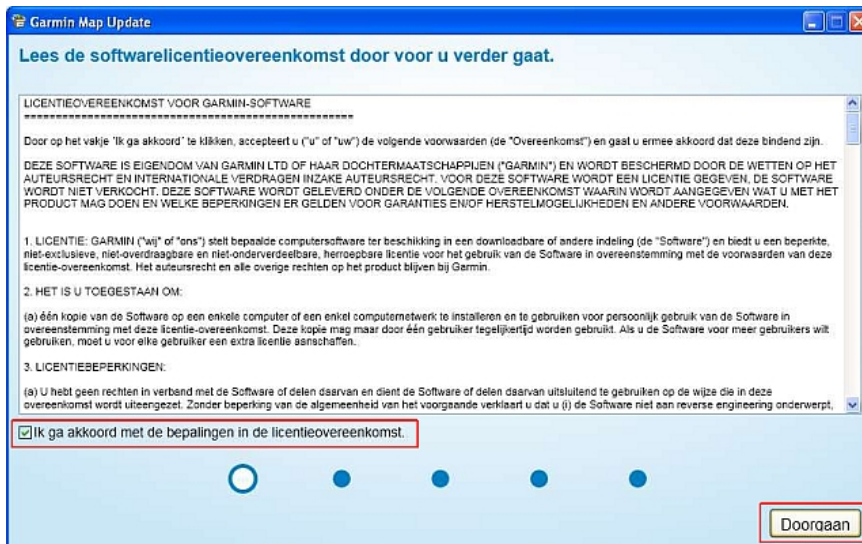 Garmin Map Update
Lees de softwarelicentieovereenkomst door voor u verder gaat.
LICENTIEOVEREENKOMST VOOR GARMIN-SOFTWARE
====================================================
Door op het vakje 'Ik ga akkoord' te klikken, accepteert u ("u" of "uw") de volgende voorwaarden (de "Overeenkomst") en gaat u ermee akkoord dat deze bindend zijn.
DEZE SOFTWARE IS EIGENDOM VAN GARMIN LTD OF HAAR DOCHTERMAATSCHAPPIJEN ("GARMIN") EN WORDT BESCHERMD DOOR DE WETTEN OP HET
AUTEURSRECHT EN INTERNATIONALE VERDRAGEN INZAKE AUTEURSRECHT. VOOR DEZE SOFTWARE WORDT EEN LICENTIE GEGEVEN, DE SOFTWARE
WORDT NIET VERKOCHT. DEZE SOFTWARE WORDT GELEVERD ONDER DE VOLGENDE OVEREENKOMST WAARIN WORDT AANGEGEVEN WAT U MET HET
PRODUCT MAG DOEN EN WELKE BEPERKINGEN ER GELDEN VOOR GARANTIES EN/OF HERSTELMOGELIJKHEDEN EN ANDERE VOORWAARDEN.
1. LICENTIE: GARMIN ("wij" of "ons") stelt bepaalde computersoftware ter beschikking in een downloadbare of andere indeling (de "Software") en biedt u een beperkte,
niet-exclusieve, niet-overdraagbare en niet-onderverdeelbare, herroepbare licentie voor het gebruik van de Software in overeenstemming met de voorwaarden van deze
licentie-overeenkomst. Het auteursrecht en alle overige rechten op het product blijven bij Garmin.
2. HET IS U TOEGESTAAN OM:
(a) één kopie van de Software op een enkele computer of een enkel computernetwerk te installeren en te gebruiken voor persoonlijk gebruik van de Software in
overeenstemming met deze licentie-overeenkomst. Deze kopie mag maar door één gebruiker tegelijkertijd worden gebruikt. Als u de Software voor meer gebruikers wilt
gebruiken, moet u voor elke gebruiker een extra licentie aanschaffen.
3. LICENTIEBEPERKINGEN:
(a) U hebt geen rechten in verband met de Software of delen daarvan en dient de Software of delen daarvan uitsluitend te gebruiken op de wijze die in deze
overeenkomst wordt uiteengezet. Zonder beperking van de algemeenheid van het voorgaande verklaart u dat u (i) de Software niet aan reverse engineering onderwerpt,
Ik ga akkoord met de bepalingen in de licentieovereenkomst.
Doorgaan